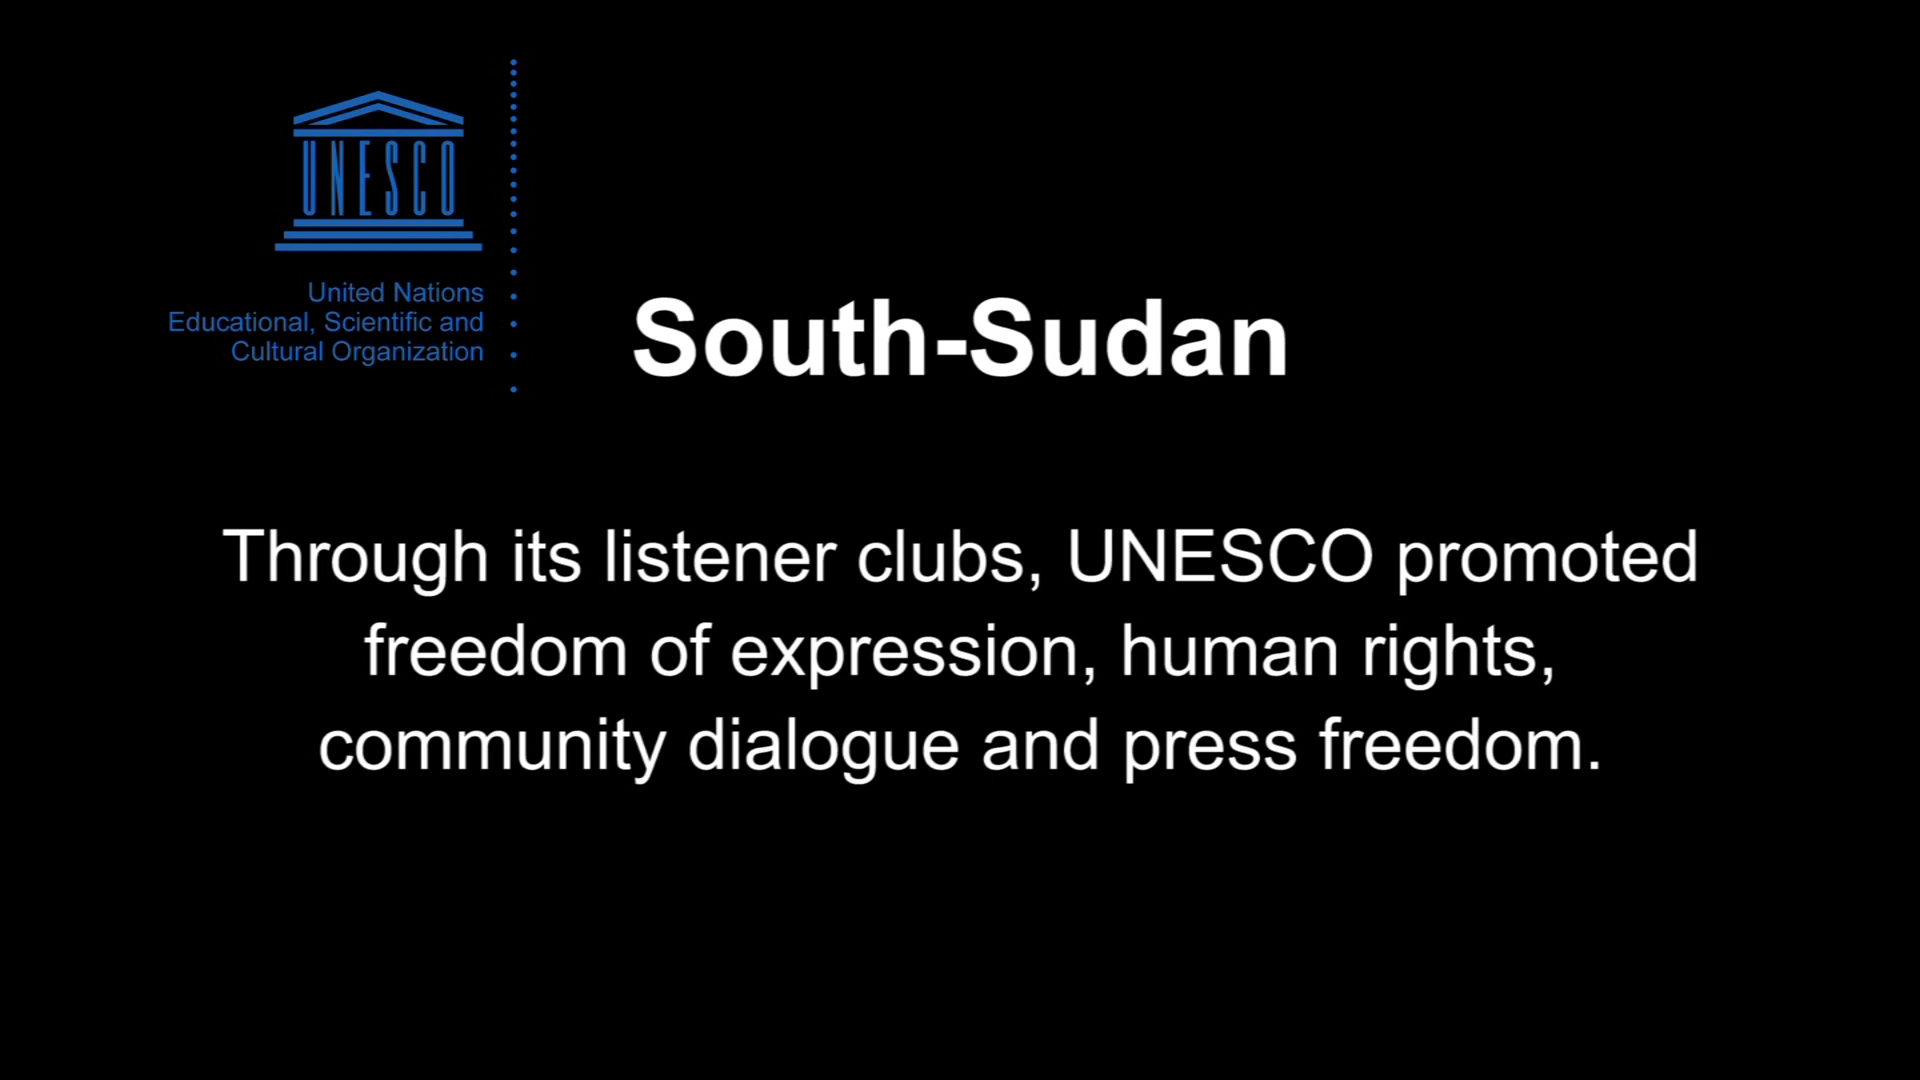 UNESCO
United Nations
Educational, Scientific and
Cultural Organization
South-Sudan
Through its listener clubs, UNESCO promoted
freedom of expression, human rights,
community dialogue and press freedom.